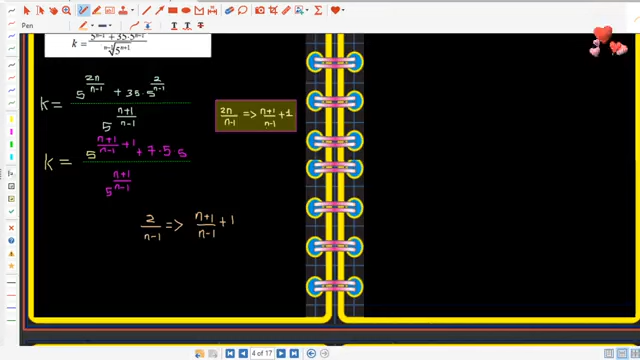 Pen
k = (5^(2n/(n-1)) + 35·5^(2/(n-1))) / 5^((n+1)/(n-1))
2n/(n-1) => (n+1)/(n-1) + 1
k = (5^((n+1)/(n-1) + 1) + 7·5·5) / 5^((n+1)/(n-1))
2/(n-1) => (n+1)/(n-1) + 1
4 of 17